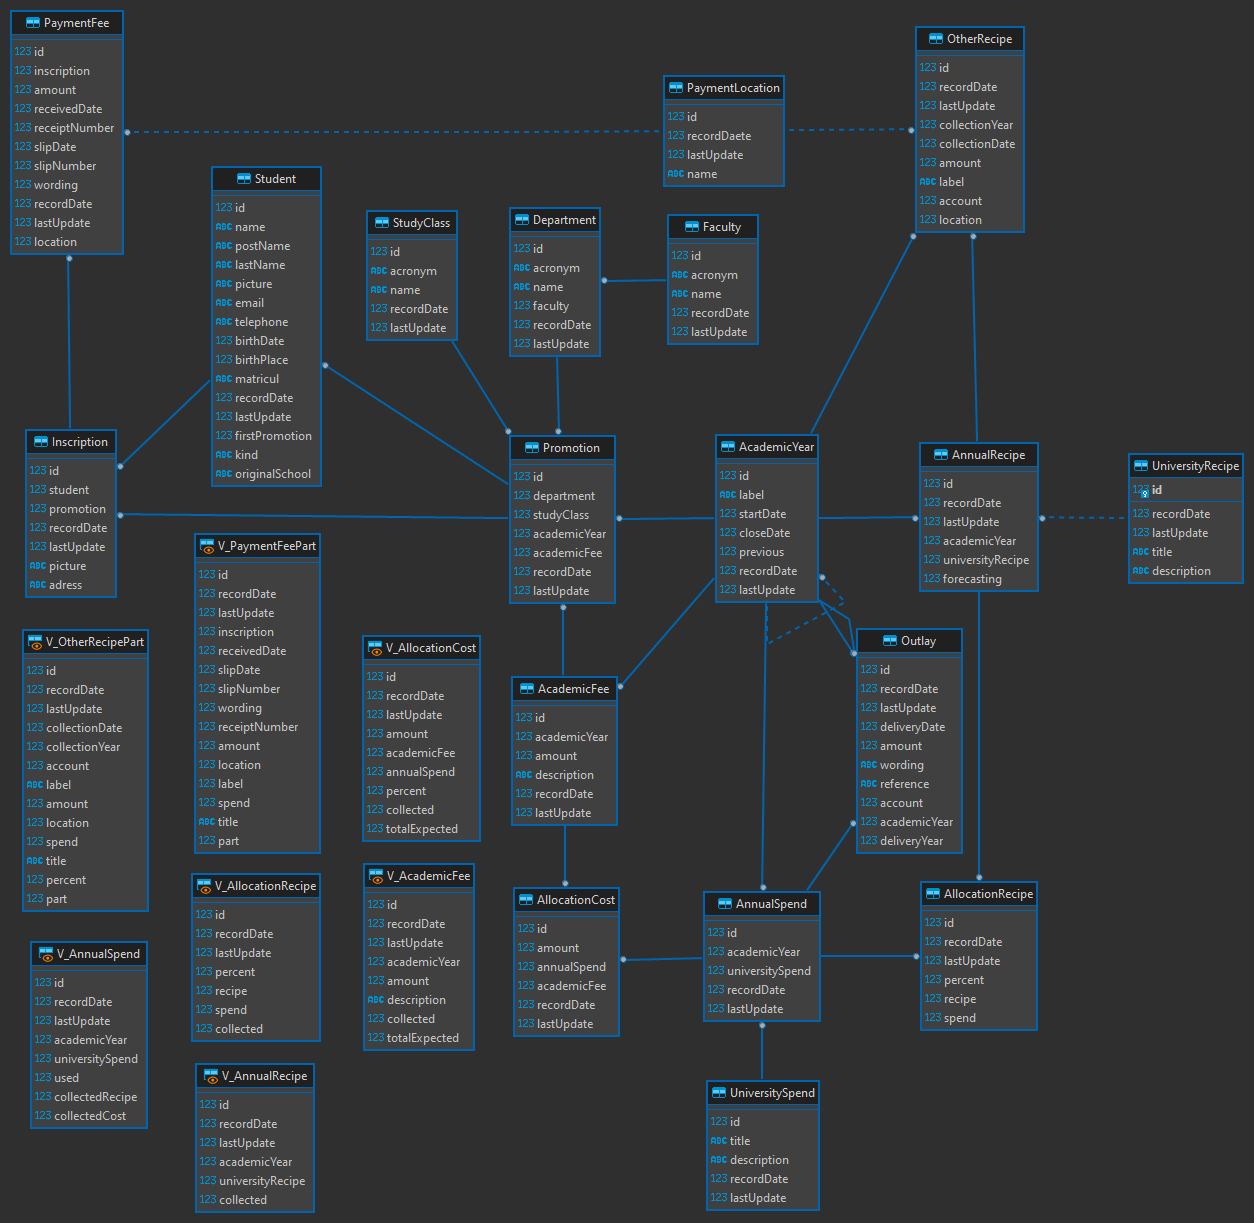 PaymentFee
123 id
123 inscription
123 amount
123 receivedDate
123 receiptNumber
123 slipDate
123 slipNumber
123 wording
123 recordDate
123 lastUpdate
123 location
PaymentLocation
123 id
123 recordDaete
123 lastUpdate
ABC name
OtherRecipe
123 id
123 recordDate
123 lastUpdate
123 collectionYear
123 collectionDate
123 amount
ABC label
123 account
123 location
Student
123 id
ABC name
ABC postName
ABC lastName
ABC picture
ABC email
ABC telephone
123 birthDate
123 birthPlace
ABC matricul
123 recordDate
123 lastUpdate
123 firstPromotion
ABC kind
ABC originalSchool
StudyClass
123 id
ABC acronym
ABC name
123 recordDate
123 lastUpdate
Department
123 id
ABC acronym
ABC name
123 faculty
123 recordDate
123 lastUpdate
Faculty
123 id
ABC acronym
ABC name
123 recordDate
123 lastUpdate
Inscription
123 id
123 student
123 promotion
123 recordDate
123 lastUpdate
ABC picture
ABC adress
Promotion
123 id
123 department
123 studyClass
123 academicYear
123 academicFee
123 recordDate
123 lastUpdate
AcademicYear
123 id
ABC label
123 startDate
123 closeDate
123 previous
123 recordDate
123 lastUpdate
AnnualRecipe
123 id
123 recordDate
123 lastUpdate
123 academicYear
123 universityRecipe
123 forecasting
UniversityRecipe
123 id
123 recordDate
123 lastUpdate
ABC title
ABC description
V_PaymentFeePart
123 id
123 recordDate
123 lastUpdate
123 inscription
123 receivedDate
123 slipDate
123 slipNumber
123 wording
123 receiptNumber
123 amount
123 location
123 label
123 spend
ABC title
123 part
V_OtherRecipePart
123 id
123 recordDate
123 lastUpdate
123 collectionDate
123 collectionYear
123 account
ABC label
123 amount
123 location
123 spend
ABC title
123 percent
123 part
V_AllocationCost
123 id
123 recordDate
123 lastUpdate
123 amount
123 academicFee
123 annualSpend
123 percent
123 collected
123 totalExpected
AcademicFee
123 id
123 academicYear
123 amount
ABC description
123 recordDate
123 lastUpdate
Outlay
123 id
123 recordDate
123 lastUpdate
123 deliveryDate
123 amount
ABC wording
ABC reference
123 account
123 academicYear
123 deliveryYear
V_AllocationRecipe
123 id
123 recordDate
123 lastUpdate
123 percent
123 recipe
123 spend
123 collected
V_AcademicFee
123 id
123 recordDate
123 lastUpdate
123 academicYear
123 amount
ABC description
123 collected
123 totalExpected
AllocationCost
123 id
123 amount
123 annualSpend
123 academicFee
123 recordDate
123 lastUpdate
AnnualSpend
123 id
123 academicYear
123 universitySpend
123 recordDate
123 lastUpdate
AllocationRecipe
123 id
123 recordDate
123 lastUpdate
123 percent
123 recipe
123 spend
V_AnnualSpend
123 id
123 recordDate
123 lastUpdate
123 academicYear
123 universitySpend
123 used
123 collectedRecipe
123 collectedCost
V_AnnualRecipe
123 id
123 recordDate
123 lastUpdate
123 academicYear
123 universityRecipe
123 collected
UniversitySpend
123 id
ABC title
ABC description
123 recordDate
123 lastUpdate